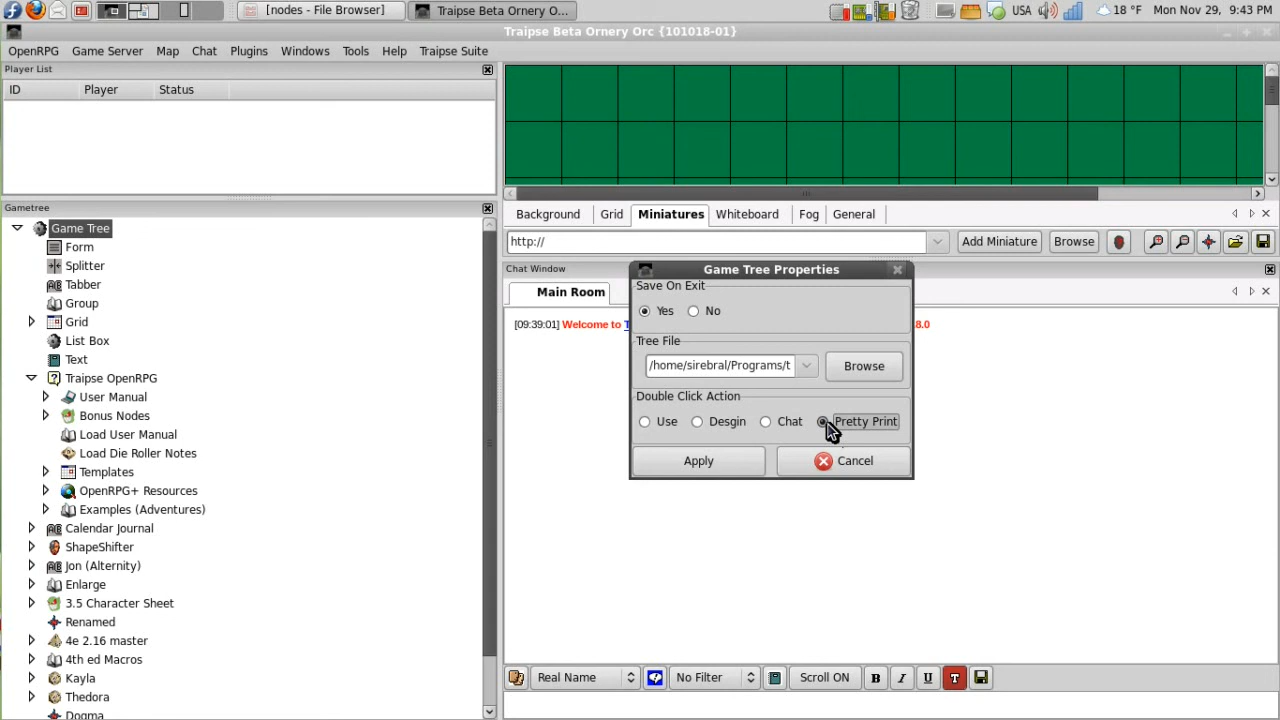 [nodes - File Browser]
Traipse Beta Ornery O...
USA
18 °F
Mon Nov 29, 9:43 PM
Traipse Beta Ornery Orc {101018-01}
OpenRPG Game Server Map Chat Plugins Windows Tools Help Traipse Suite
Player List
ID Player Status
Gametree
Game Tree
Form
Splitter
Tabber
Group
Grid
List Box
Text
Traipse OpenRPG
User Manual
Bonus Nodes
Load User Manual
Load Die Roller Notes
Templates
OpenRPG+ Resources
Examples (Adventures)
Calendar Journal
ShapeShifter
Jon (Alternity)
Enlarge
3.5 Character Sheet
Renamed
4e 2.16 master
4th ed Macros
Kayla
Thedora
Dogma
Background Grid Miniatures Whiteboard Fog General
http://
Add Miniature
Browse
Chat Window
Main Room
[09:39:01] Welcome to T
8.0
Game Tree Properties
Save On Exit
Yes No
Tree File
/home/sirebral/Programs/t
Browse
Double Click Action
Use Desgin Chat Pretty Print
Apply
Cancel
Real Name
No Filter
Scroll ON
B I U T